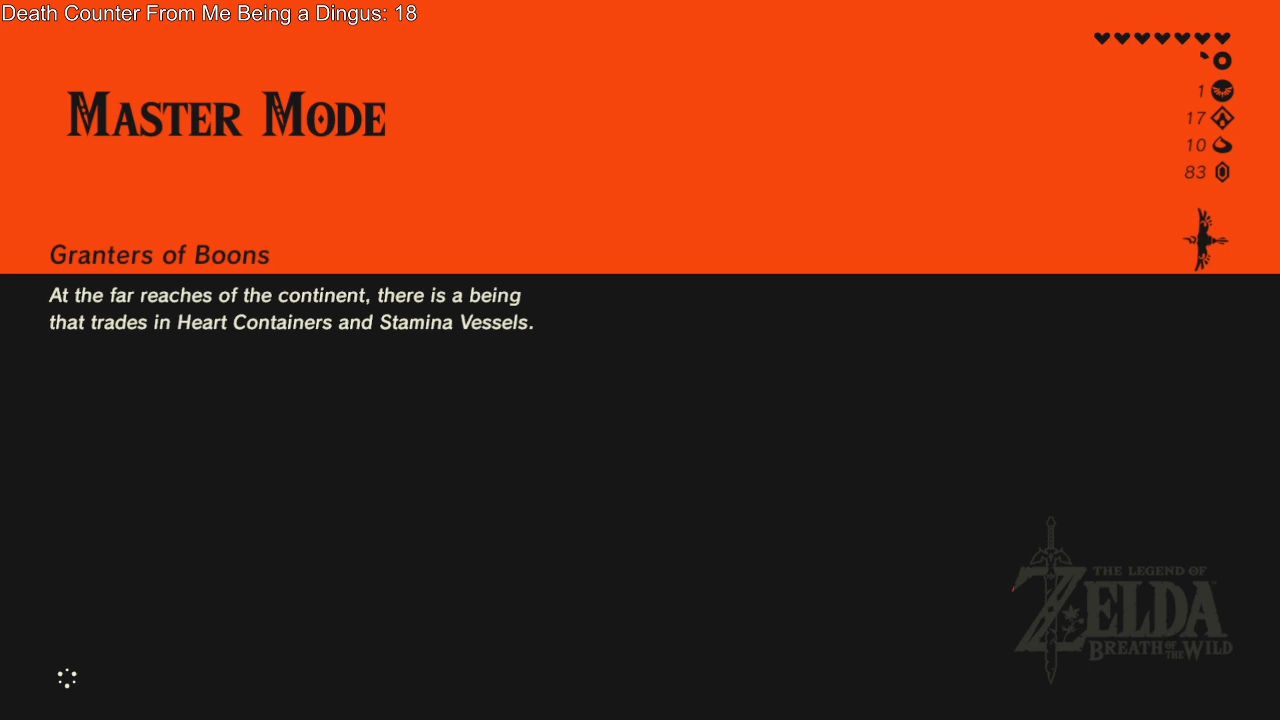 Death Counter From Me Being a Dingus: 18
MASTER MODE
1
17
10
83
Granters of Boons
At the far reaches of the continent, there is a being
that trades in Heart Containers and Stamina Vessels.
THE LEGEND OF
ZELDA
BREATH OF THE WILD